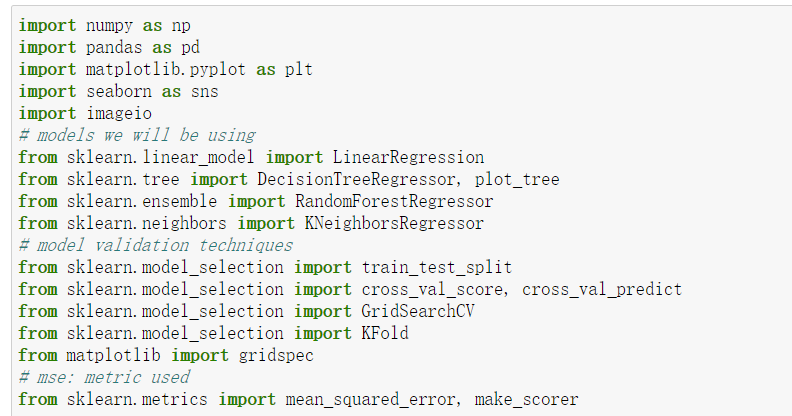 import numpy as np
import pandas as pd
import matplotlib.pyplot as plt
import seaborn as sns
import imageio
# models we will be using
from sklearn.linear_model import LinearRegression
from sklearn.tree import DecisionTreeRegressor, plot_tree
from sklearn.ensemble import RandomForestRegressor
from sklearn.neighbors import KNeighborsRegressor
# model validation techniques
from sklearn.model_selection import train_test_split
from sklearn.model_selection import cross_val_score, cross_val_predict
from sklearn.model_selection import GridSearchCV
from sklearn.model_selection import KFold
from matplotlib import gridspec
# mse: metric used
from sklearn.metrics import mean_squared_error, make_scorer